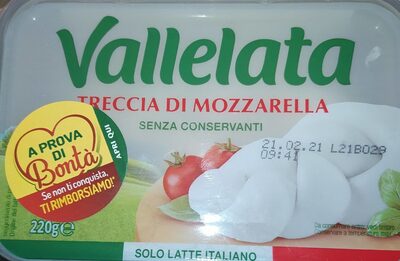 Vallelata
TRECCIA DI MOZZARELLA
SENZA CONSERVANTI
A PROVA
DI
Bontà
Se non ti conquista,
TI RIMBORSIAMO!
APRI QUI
21.02.21 L21B029
09:41
220g e
SOLO LATTE ITALIANO